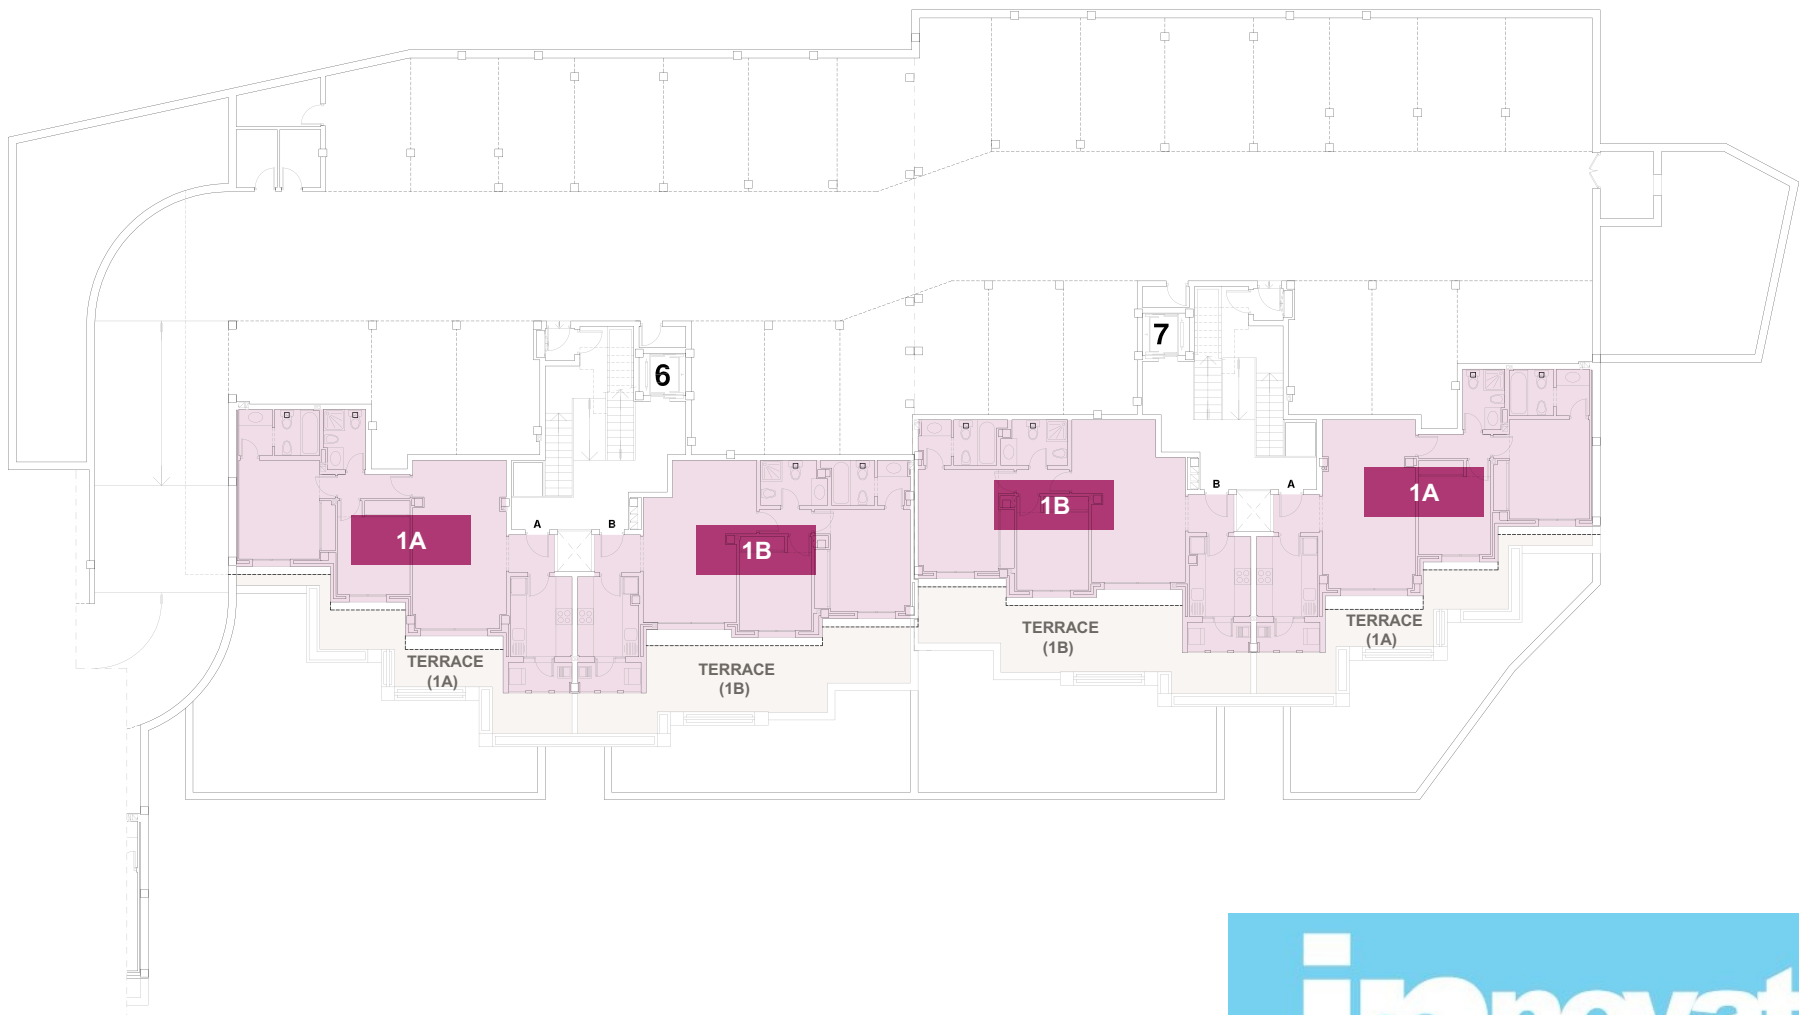 7
6
1A
1B
B
A
1A
1B
A
B
TERRACE
(1A)
TERRACE
(1B)
TERRACE
(1B)
TERRACE
(1A)